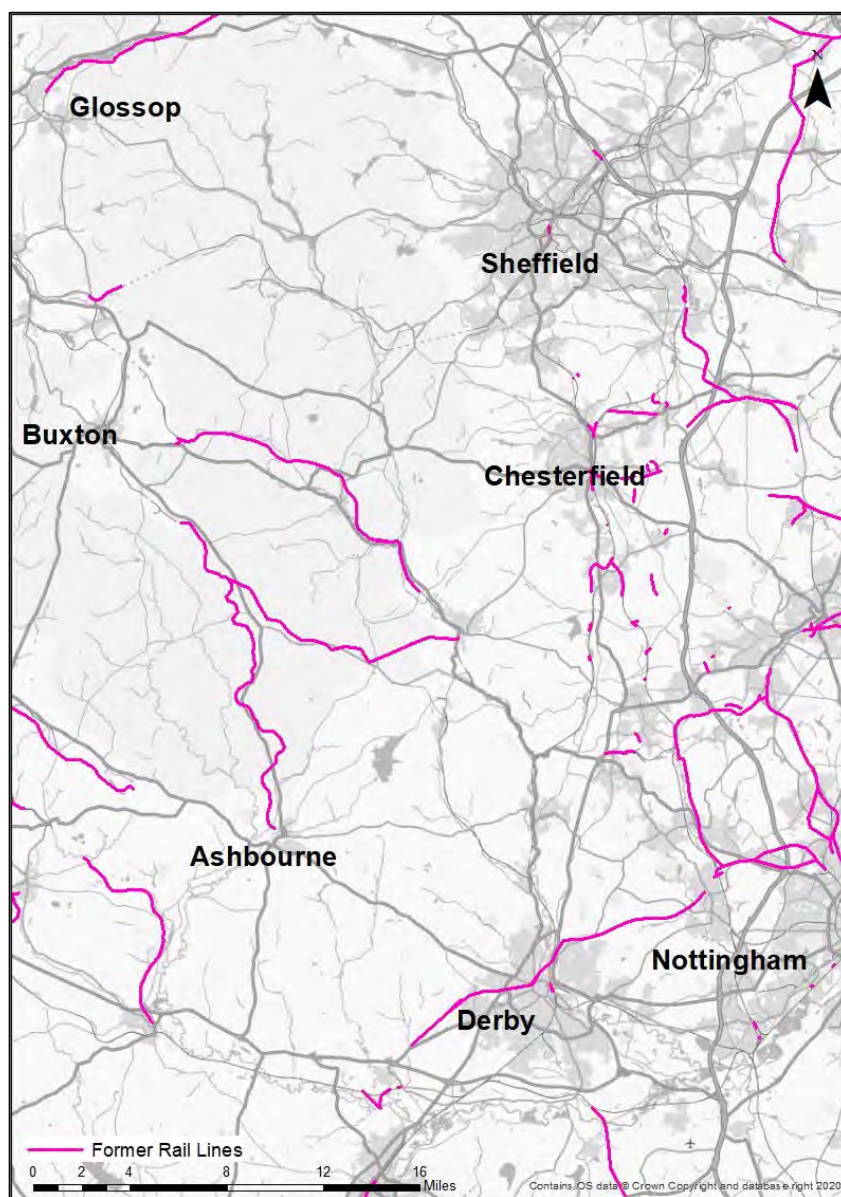 N
Glossop
Sheffield
Buxton
Chesterfield
Ashbourne
Nottingham
Derby
Former Rail Lines
0 2 4 8 12 16
Miles
Contains OS data © Crown Copyright and database right 2020